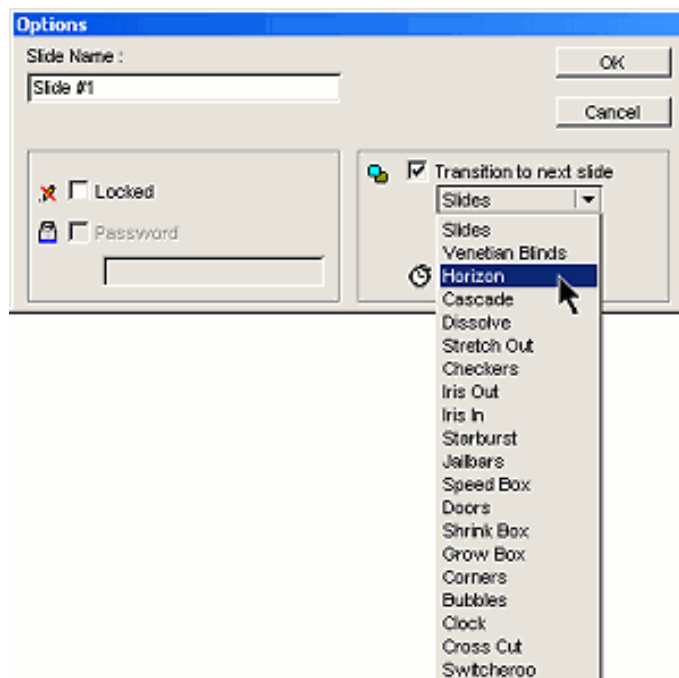 Options
Slide Name :
OK
Slide #1
Cancel
Transition to next slide
Locked
Slides
Password
Slides
Venetian Blinds
Horizon
Cascade
Dissolve
Stretch Out
Checkers
Iris Out
Iris In
Starburst
Jailbars
Speed Box
Doors
Shrink Box
Grow Box
Corners
Bubbles
Clock
Cross Cut
Switcheroo